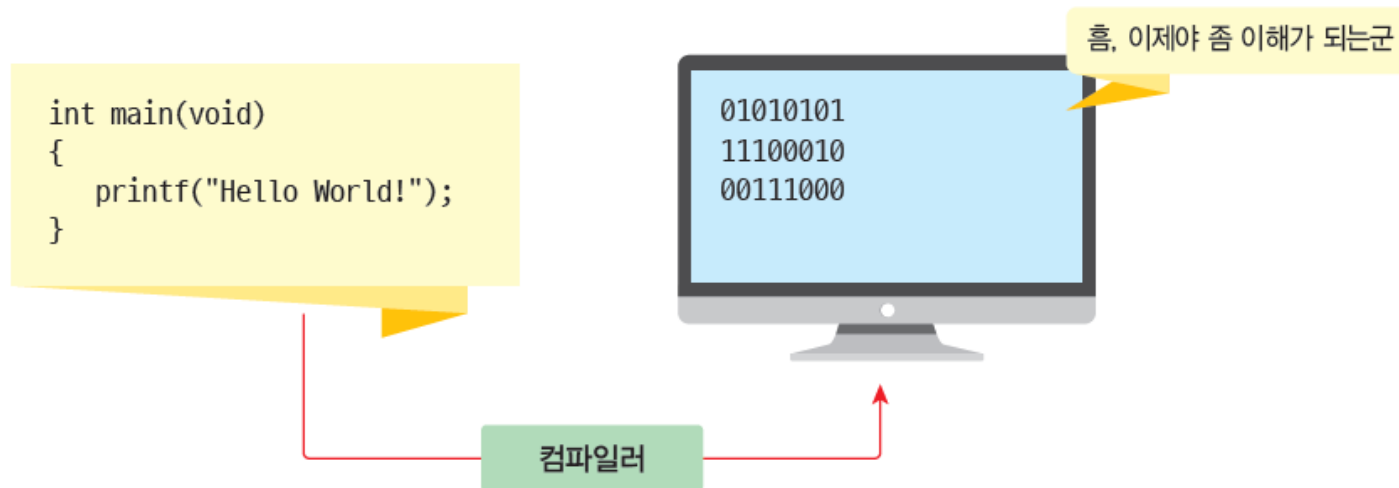 흠, 이제야 좀 이해가 되는군
int main(void)
{
printf("Hello World!");
}
01010101
11100010
00111000
컴파일러